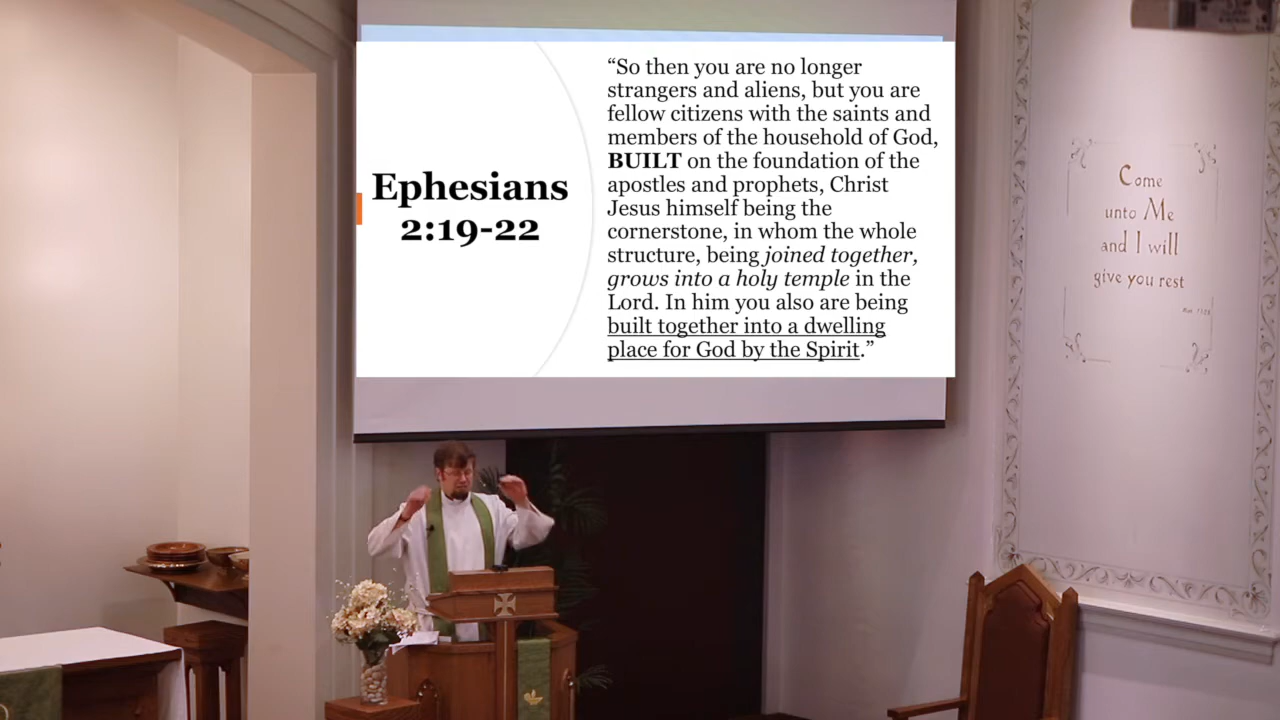 Ephesians
2:19-22
“So then you are no longer
strangers and aliens, but you are
fellow citizens with the saints and
members of the household of God,
BUILT on the foundation of the
apostles and prophets, Christ
Jesus himself being the
cornerstone, in whom the whole
structure, being joined together,
grows into a holy temple in the
Lord. In him you also are being
built together into a dwelling
place for God by the Spirit.”
Come
unto Me
and I will
give you rest